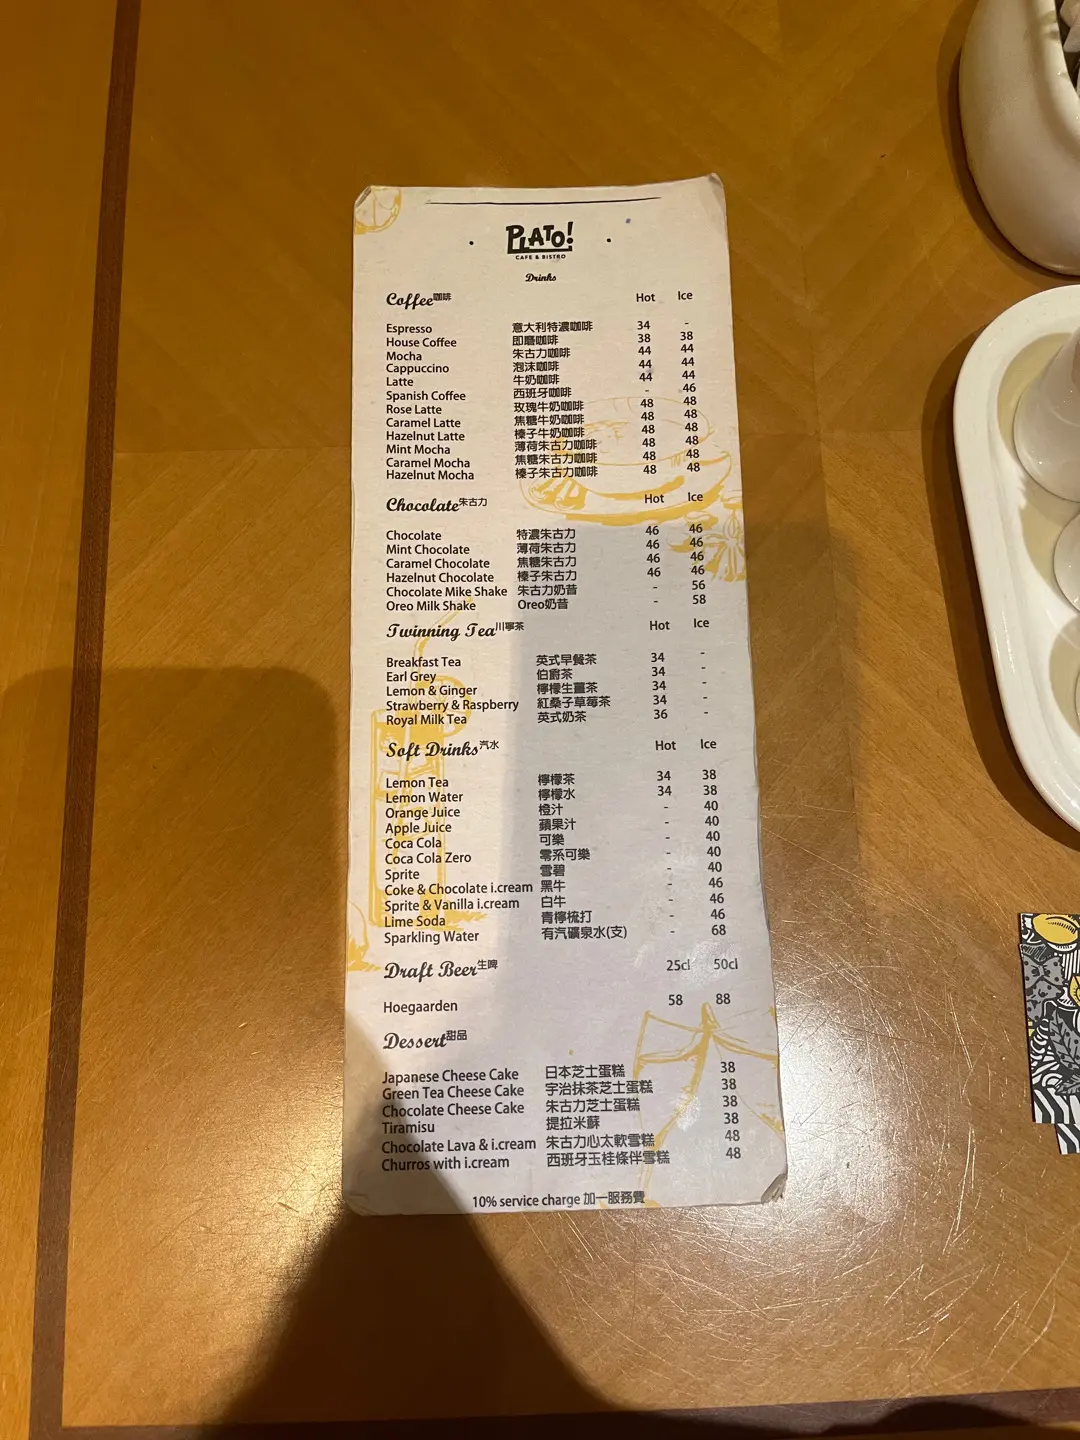 PLATO!
CAFE & BISTRO
Drinks
Coffee咖啡 Hot Ice
Espresso 意大利特濃咖啡 34 -
House Coffee 即磨咖啡 38 38
Mocha 朱古力咖啡 44 44
Cappuccino 泡沫咖啡 44 44
Latte 牛奶咖啡 44 44
Spanish Coffee 西班牙咖啡 - 46
Rose Latte 玫瑰牛奶咖啡 48 48
Caramel Latte 焦糖牛奶咖啡 48 48
Hazelnut Latte 榛子牛奶咖啡 48 48
Mint Mocha 薄荷朱古力咖啡 48 48
Caramel Mocha 焦糖朱古力咖啡 48 48
Hazelnut Mocha 榛子朱古力咖啡 48 48
Chocolate朱古力 Hot Ice
Chocolate 特濃朱古力 46 46
Mint Chocolate 薄荷朱古力 46 46
Caramel Chocolate 焦糖朱古力 46 46
Hazelnut Chocolate 榛子朱古力 46 46
Chocolate Mike Shake 朱古力奶昔 - 56
Oreo Milk Shake Oreo奶昔 - 58
Twinning Tea川寧茶 Hot Ice
Breakfast Tea 英式早餐茶 34 -
Earl Grey 伯爵茶 34 -
Lemon & Ginger 檸檬生薑茶 34 -
Strawberry & Raspberry 紅桑子草莓茶 34 -
Royal Milk Tea 英式奶茶 36 -
Soft Drinks汽水 Hot Ice
Lemon Tea 檸檬茶 34 38
Lemon Water 檸檬水 34 38
Orange Juice 橙汁 - 40
Apple Juice 蘋果汁 - 40
Coca Cola 可樂 - 40
Coca Cola Zero 零系可樂 - 40
Sprite 雪碧 - 40
Coke & Chocolate i.cream 黑牛 - 46
Sprite & Vanilla i.cream 白牛 - 46
Lime Soda 青檸梳打 - 46
Sparkling Water 有汽礦泉水(支) - 68
Draft Beer生啤 25cl 50cl
Hoegaarden 58 88
Dessert甜品
Japanese Cheese Cake 日本芝士蛋糕 38
Green Tea Cheese Cake 宇治抹茶芝士蛋糕 38
Chocolate Cheese Cake 朱古力芝士蛋糕 38
Tiramisu 提拉米蘇 38
Chocolate Lava & i.cream 朱古力心太軟雪糕 48
Churros with i.cream 西班牙玉桂條伴雪糕 48
10% service charge 加一服務費